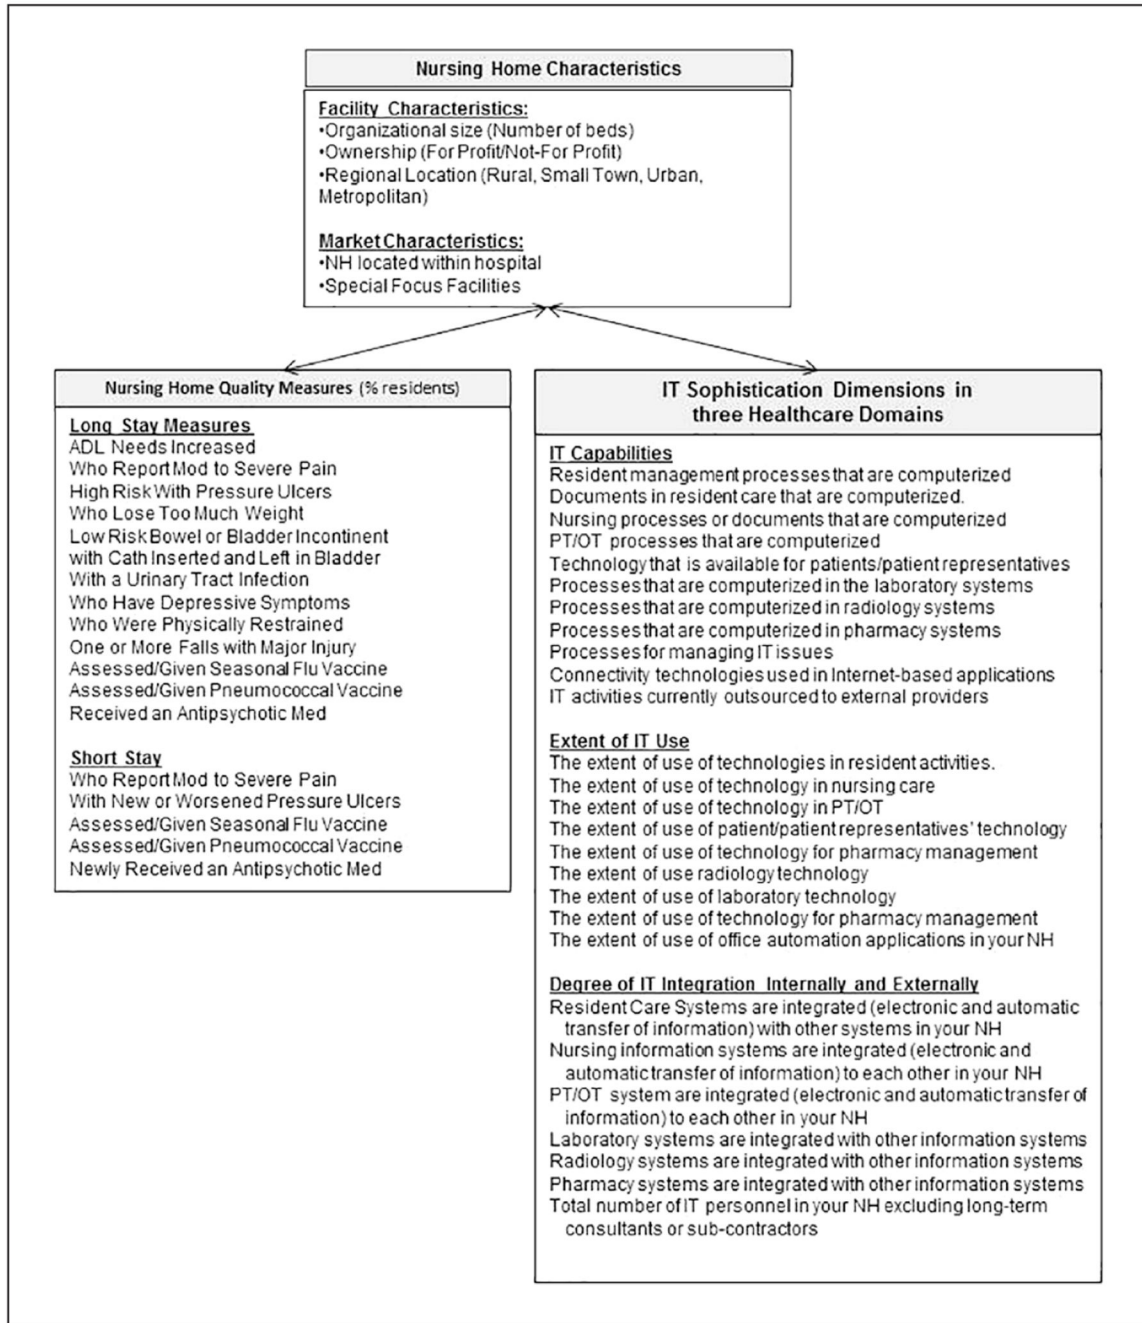 Nursing Home Characteristics
Facility Characteristics:
•Organizational size (Number of beds)
•Ownership (For Profit/Not-For Profit)
•Regional Location (Rural, Small Town, Urban,
Metropolitan)
Market Characteristics:
•NH located within hospital
•Special Focus Facilities
Nursing Home Quality Measures (% residents)
Long Stay Measures
ADL Needs Increased
Who Report Mod to Severe Pain
High Risk With Pressure Ulcers
Who Lose Too Much Weight
Low Risk Bowel or Bladder Incontinent
with Cath Inserted and Left in Bladder
With a Urinary Tract Infection
Who Have Depressive Symptoms
Who Were Physically Restrained
One or More Falls with Major Injury
Assessed/Given Seasonal Flu Vaccine
Assessed/Given Pneumococcal Vaccine
Received an Antipsychotic Med
Short Stay
Who Report Mod to Severe Pain
With New or Worsened Pressure Ulcers
Assessed/Given Seasonal Flu Vaccine
Assessed/Given Pneumococcal Vaccine
Newly Received an Antipsychotic Med
IT Sophistication Dimensions in
three Healthcare Domains
IT Capabilities
Resident management processes that are computerized
Documents in resident care that are computerized.
Nursing processes or documents that are computerized
PT/OT processes that are computerized
Technology that is available for patients/patient representatives
Processes that are computerized in the laboratory systems
Processes that are computerized in radiology systems
Processes that are computerized in pharmacy systems
Processes for managing IT issues
Connectivity technologies used in Internet-based applications
IT activities currently outsourced to external providers
Extent of IT Use
The extent of use of technologies in resident activities.
The extent of use of technology in nursing care
The extent of use of technology in PT/OT
The extent of use of patient/patient representatives' technology
The extent of use of technology for pharmacy management
The extent of use radiology technology
The extent of use of laboratory technology
The extent of use of technology for pharmacy management
The extent of use of office automation applications in your NH
Degree of IT Integration Internally and Externally
Resident Care Systems are integrated (electronic and automatic
transfer of information) with other systems in your NH
Nursing information systems are integrated (electronic and
automatic transfer of information) to each other in your NH
PT/OT system are integrated (electronic and automatic transfer of
information) to each other in your NH
Laboratory systems are integrated with other information systems
Radiology systems are integrated with other information systems
Pharmacy systems are integrated with other information systems
Total number of IT personnel in your NH excluding long-term
consultants or sub-contractors